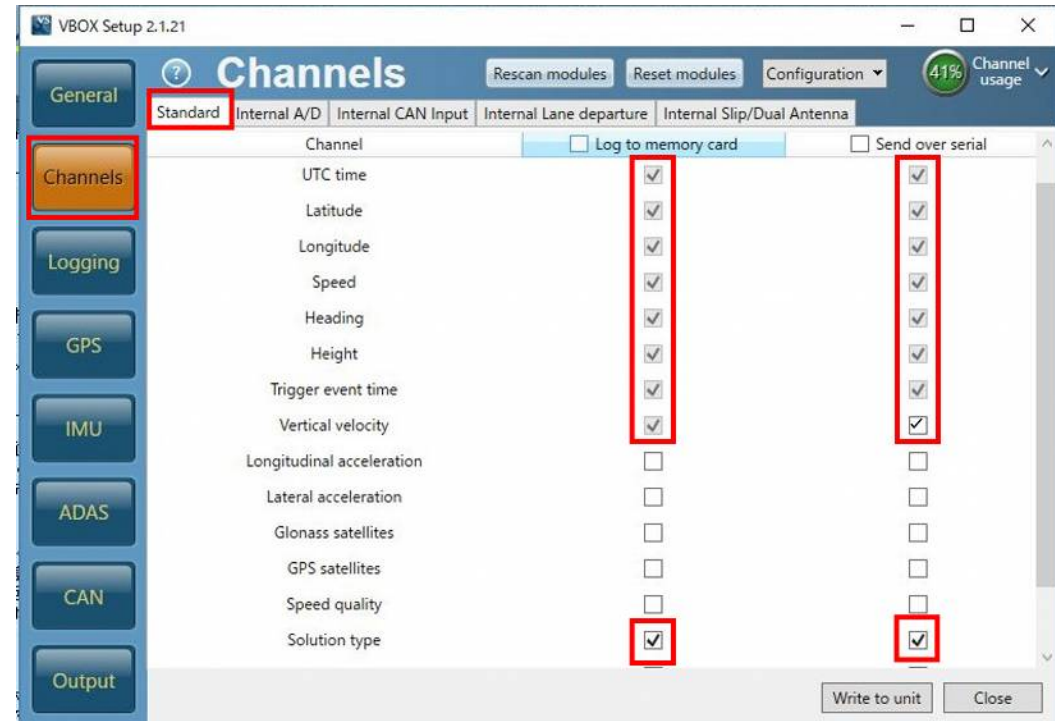 VBOX Setup 2.1.21
General
Channels
Logging
GPS
IMU
ADAS
CAN
Output
? Channels
Rescan modules
Reset modules
Configuration
41%
Channel usage
Standard
Internal A/D
Internal CAN Input
Internal Lane departure
Internal Slip/Dual Antenna
Channel
Log to memory card
Send over serial
UTC time
Latitude
Longitude
Speed
Heading
Height
Trigger event time
Vertical velocity
Longitudinal acceleration
Lateral acceleration
Glonass satellites
GPS satellites
Speed quality
Solution type
Write to unit
Close